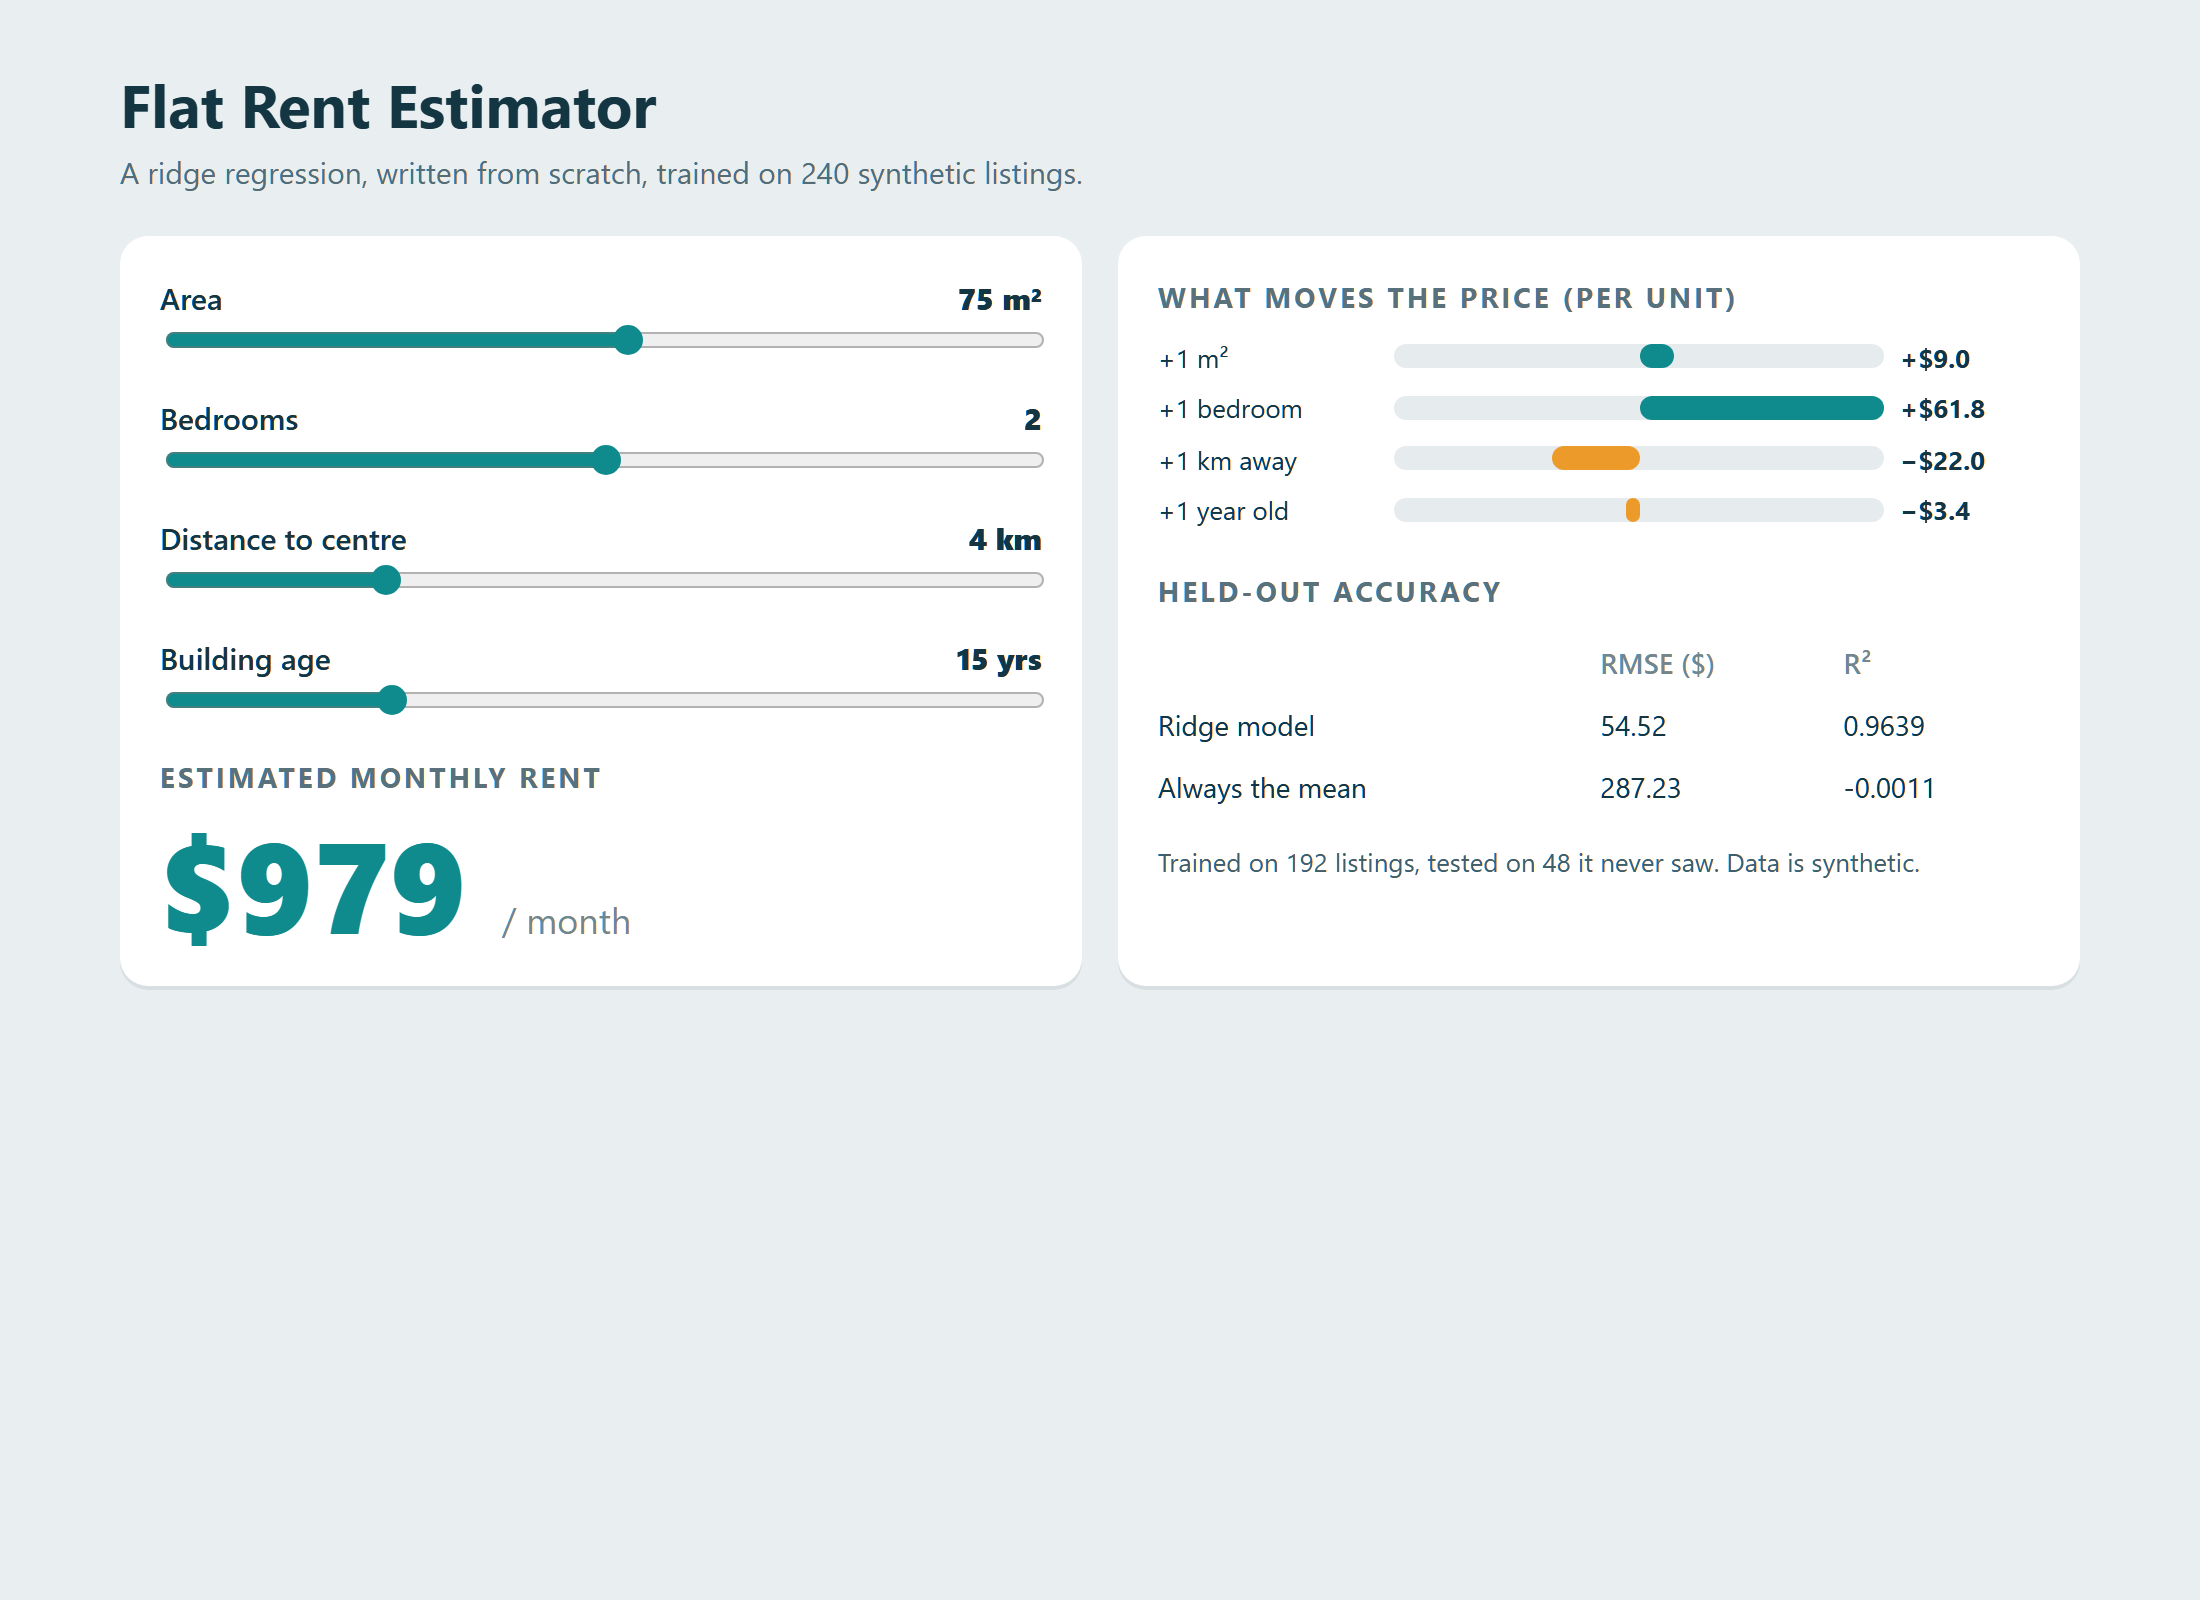 Flat Rent Estimator
A ridge regression, written from scratch, trained on 240 synthetic listings.
Area 75 m²
Bedrooms 2
Distance to centre 4 km
Building age 15 yrs
ESTIMATED MONTHLY RENT
$979 / month
WHAT MOVES THE PRICE (PER UNIT)
+1 m² +$9.0
+1 bedroom +$61.8
+1 km away −$22.0
+1 year old −$3.4
HELD-OUT ACCURACY
RMSE ($) R²
Ridge model 54.52 0.9639
Always the mean 287.23 -0.0011
Trained on 192 listings, tested on 48 it never saw. Data is synthetic.